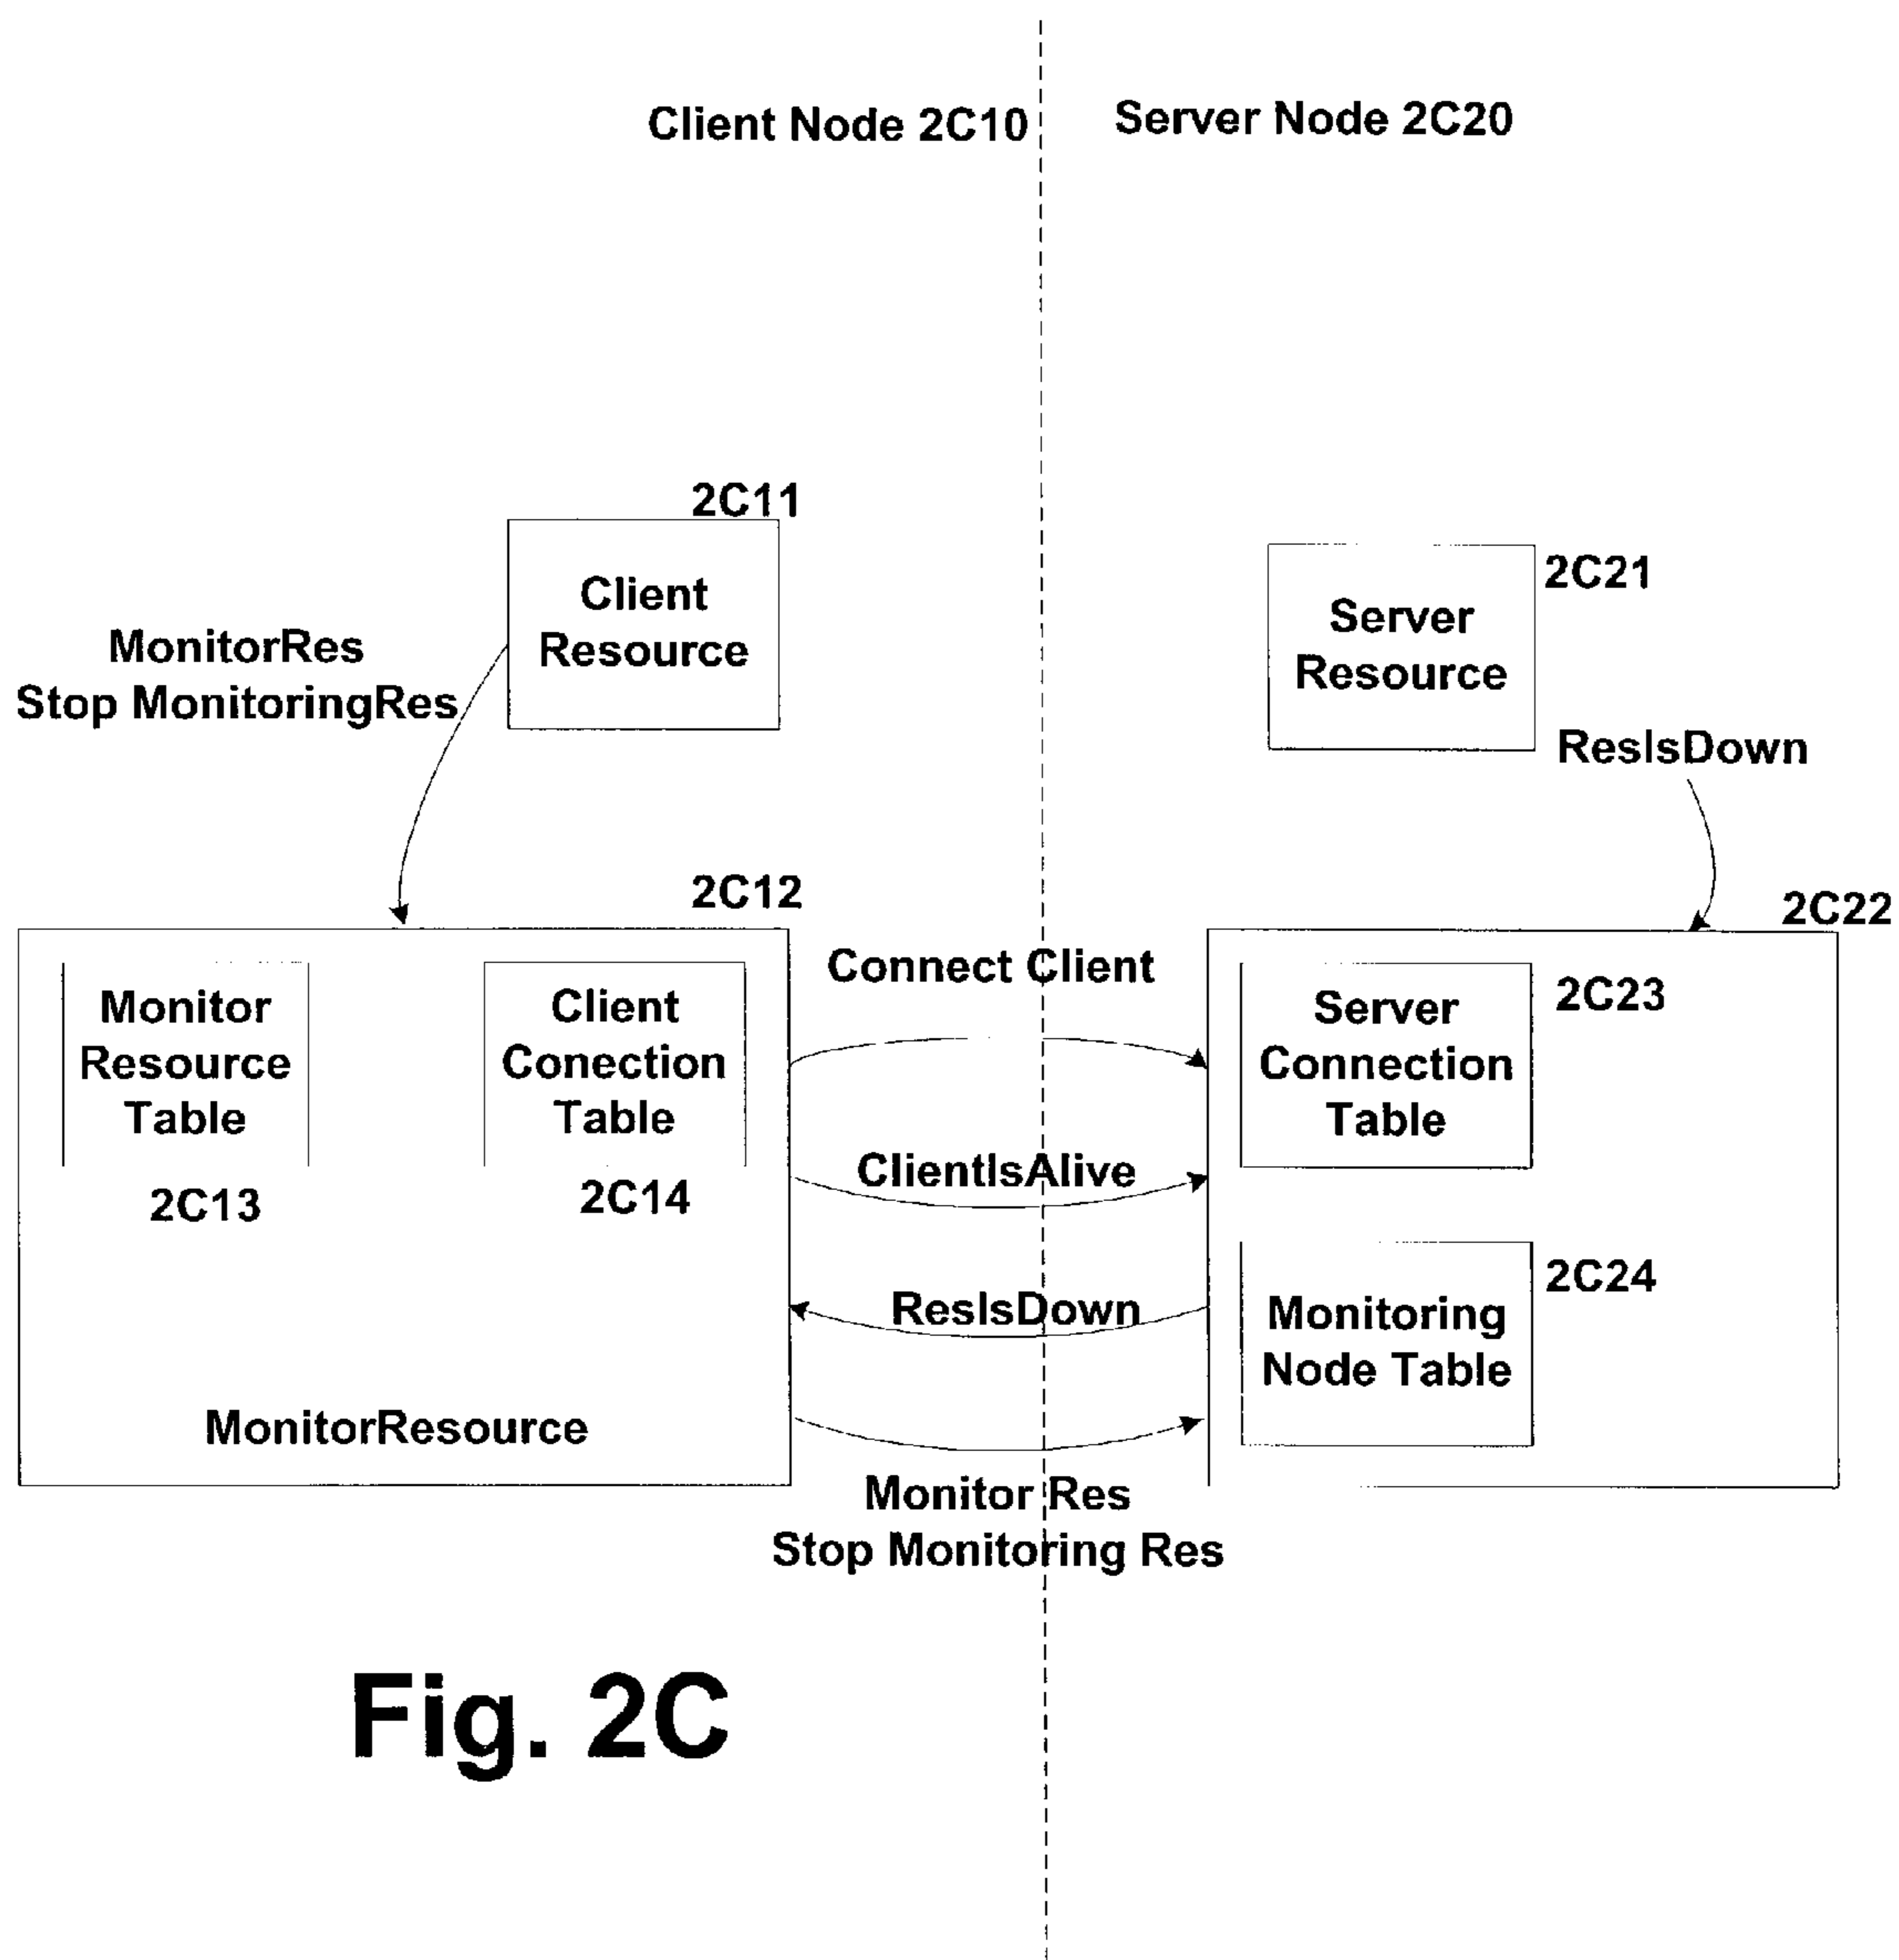 Client Node 2C10
Server Node 2C20
2C11
Client
Resource
MonitorRes
Stop MonitoringRes
2C21
Server
Resource
ResIsDown
2C12
2C22
Monitor
Resource
Table
2C13
Client
Conection
Table
2C14
MonitorResource
Connect Client
ClientIsAlive
ResIsDown
Monitor Res
Stop Monitoring Res
Server
Connection
Table
2C23
2C24
Monitoring
Node Table
Fig. 2C